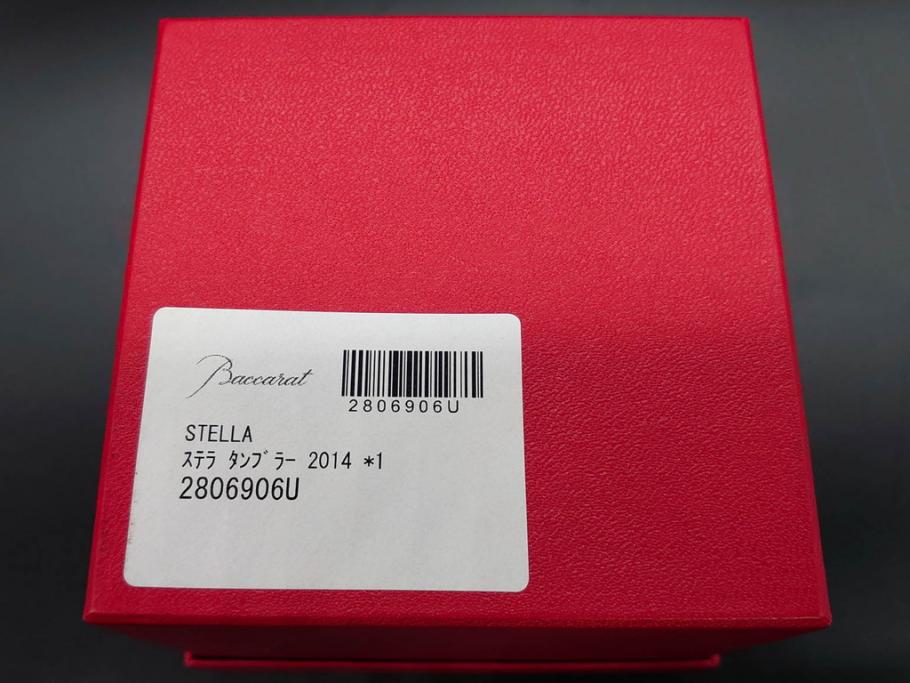 Baccarat
2806906U
STELLA
ｽﾃﾗ ﾀﾝﾌﾞﾗｰ 2014 *1
2806906U